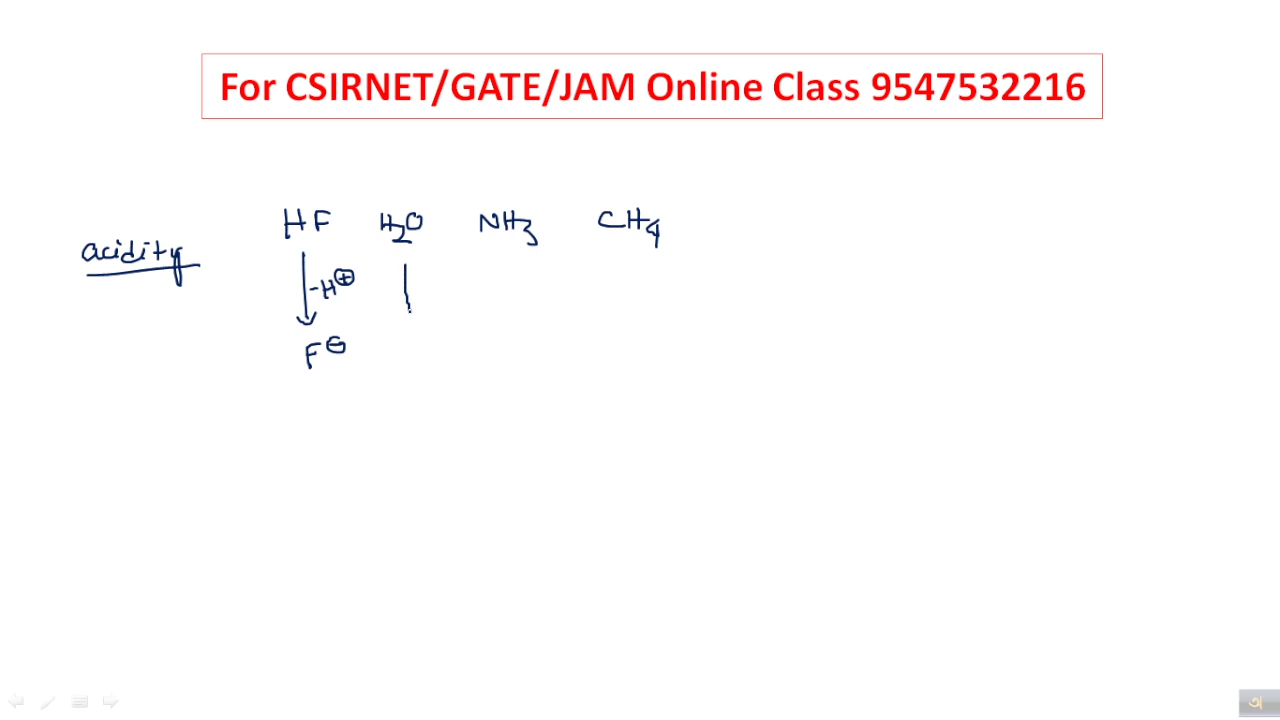 For CSIRNET/GATE/JAM Online Class 9547532216
acidity HF H₂O NH₃ CH₄
-H⊕
F⊖
অ